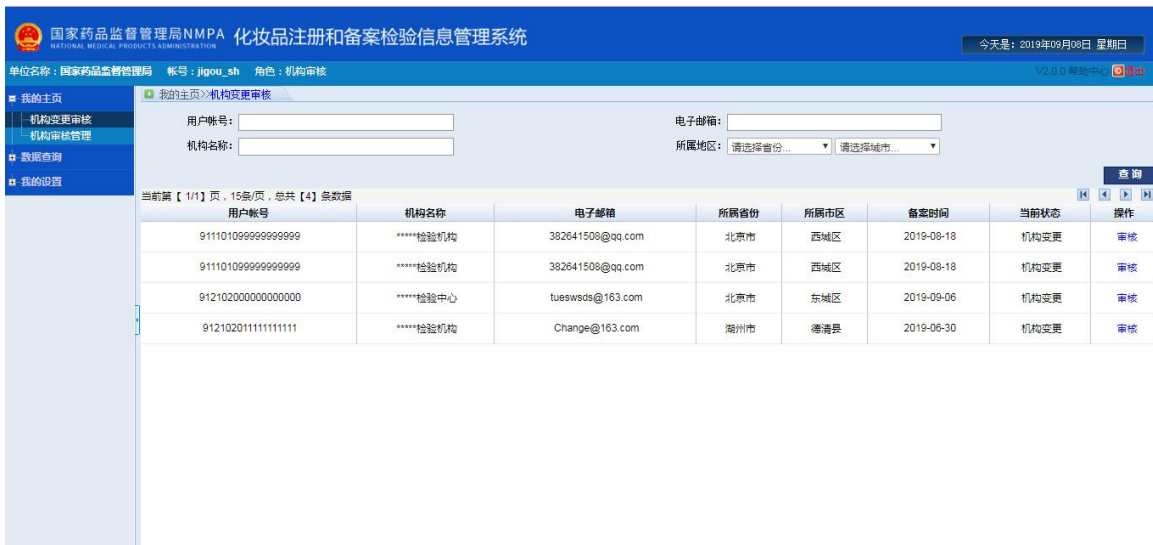 国家药品监督管理局NMPA 化妆品注册和备案检验信息管理系统
NATIONAL MEDICAL PRODUCTS ADMINISTRATION
今天是：2019年09月08日 星期日
单位名称：国家药品监督管理局 帐号：jigou_sh 角色：机构审核 V2.0.0 帮助中心 退出
我的主页
机构变更审核
机构审核管理
数据查询
我的设置
我的主页>>机构变更审核
用户帐号： 电子邮箱：
机构名称： 所属地区： 请选择省份... 请选择城市...
查询
当前第【 1/1】页，15条/页，总共【4】条数据
用户帐号 机构名称 电子邮箱 所属省份 所属市区 备案时间 当前状态 操作
911101099999999999 *****检验机构 382641508@qq.com 北京市 西城区 2019-08-18 机构变更 审核
911101099999999999 *****检验机构 382641508@qq.com 北京市 西城区 2019-08-18 机构变更 审核
912102000000000000 *****检验中心 tueswsds@163.com 北京市 东城区 2019-09-06 机构变更 审核
912102011111111111 *****检验机构 Change@163.com 湖州市 德清县 2019-06-30 机构变更 审核